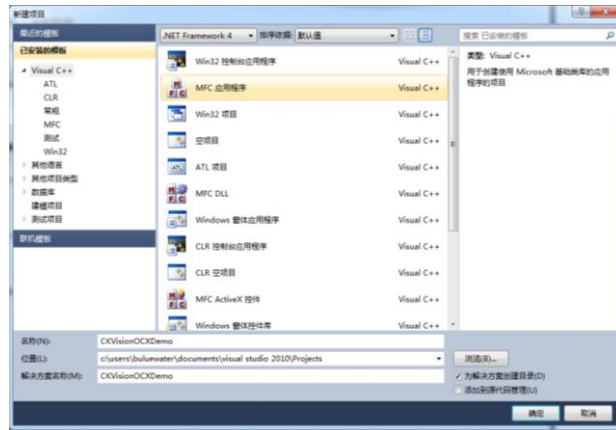 新建项目
最近的模板
.NET Framework 4 排序依据: 默认值
搜索 已安装的模板
已安装的模板
Visual C++
ATL
CLR
常规
MFC
测试
Win32
其他语言
其他项目类型
数据库
建模项目
测试项目
联机模板
Win32 控制台应用程序 Visual C++
MFC 应用程序 Visual C++
Win32 项目 Visual C++
空项目 Visual C++
ATL 项目 Visual C++
MFC DLL Visual C++
Windows 窗体应用程序 Visual C++
CLR 控制台应用程序 Visual C++
CLR 空项目 Visual C++
MFC ActiveX 控件 Visual C++
Windows 窗体控件库 Visual C++
类型: Visual C++
用于创建使用 Microsoft 基础类库的应用
程序的项目
名称(N): CKVisionOCXDemo
位置(L): c:\users\buluewater\documents\visual studio 2010\Projects 浏览(B)...
解决方案名称(M): CKVisionOCXDemo
为解决方案创建目录(D)
添加到源代码管理(U)
确定 取消